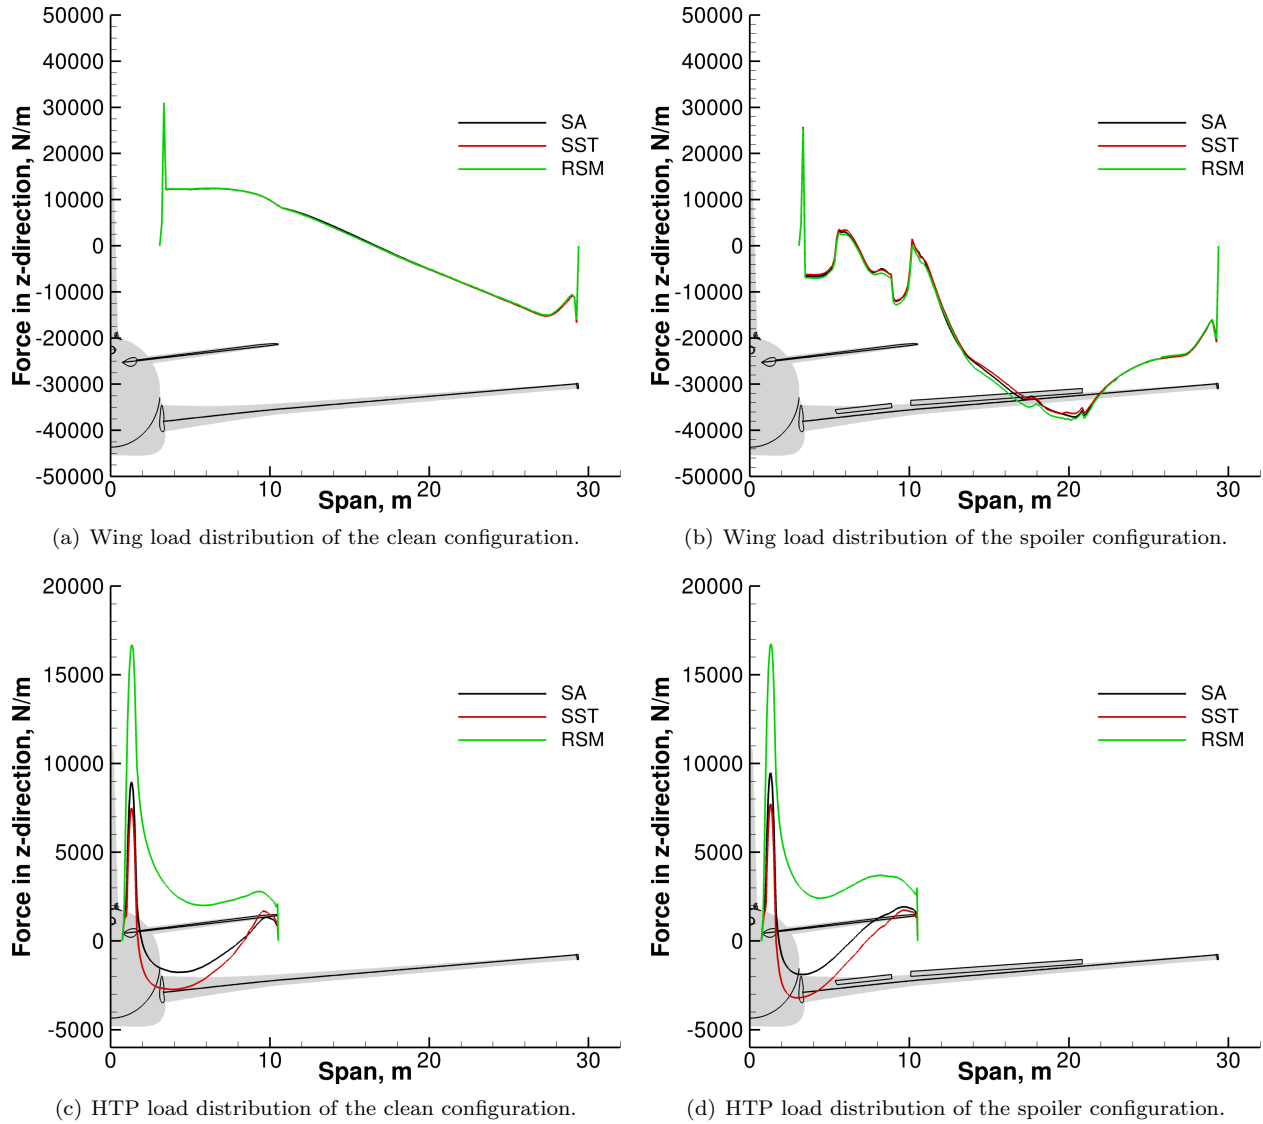 50000
40000
30000
20000
10000
0
-10000
-20000
-30000
-40000
-50000
Force in z-direction, N/m
SA
SST
RSM
0 10 20 30
Span, m
(a) Wing load distribution of the clean configuration.
50000
40000
30000
20000
10000
0
-10000
-20000
-30000
-40000
-50000
Force in z-direction, N/m
SA
SST
RSM
0 10 20 30
Span, m
(b) Wing load distribution of the spoiler configuration.
20000
15000
10000
5000
0
-5000
Force in z-direction, N/m
SA
SST
RSM
0 10 20 30
Span, m
(c) HTP load distribution of the clean configuration.
20000
15000
10000
5000
0
-5000
Force in z-direction, N/m
SA
SST
RSM
0 10 20 30
Span, m
(d) HTP load distribution of the spoiler configuration.